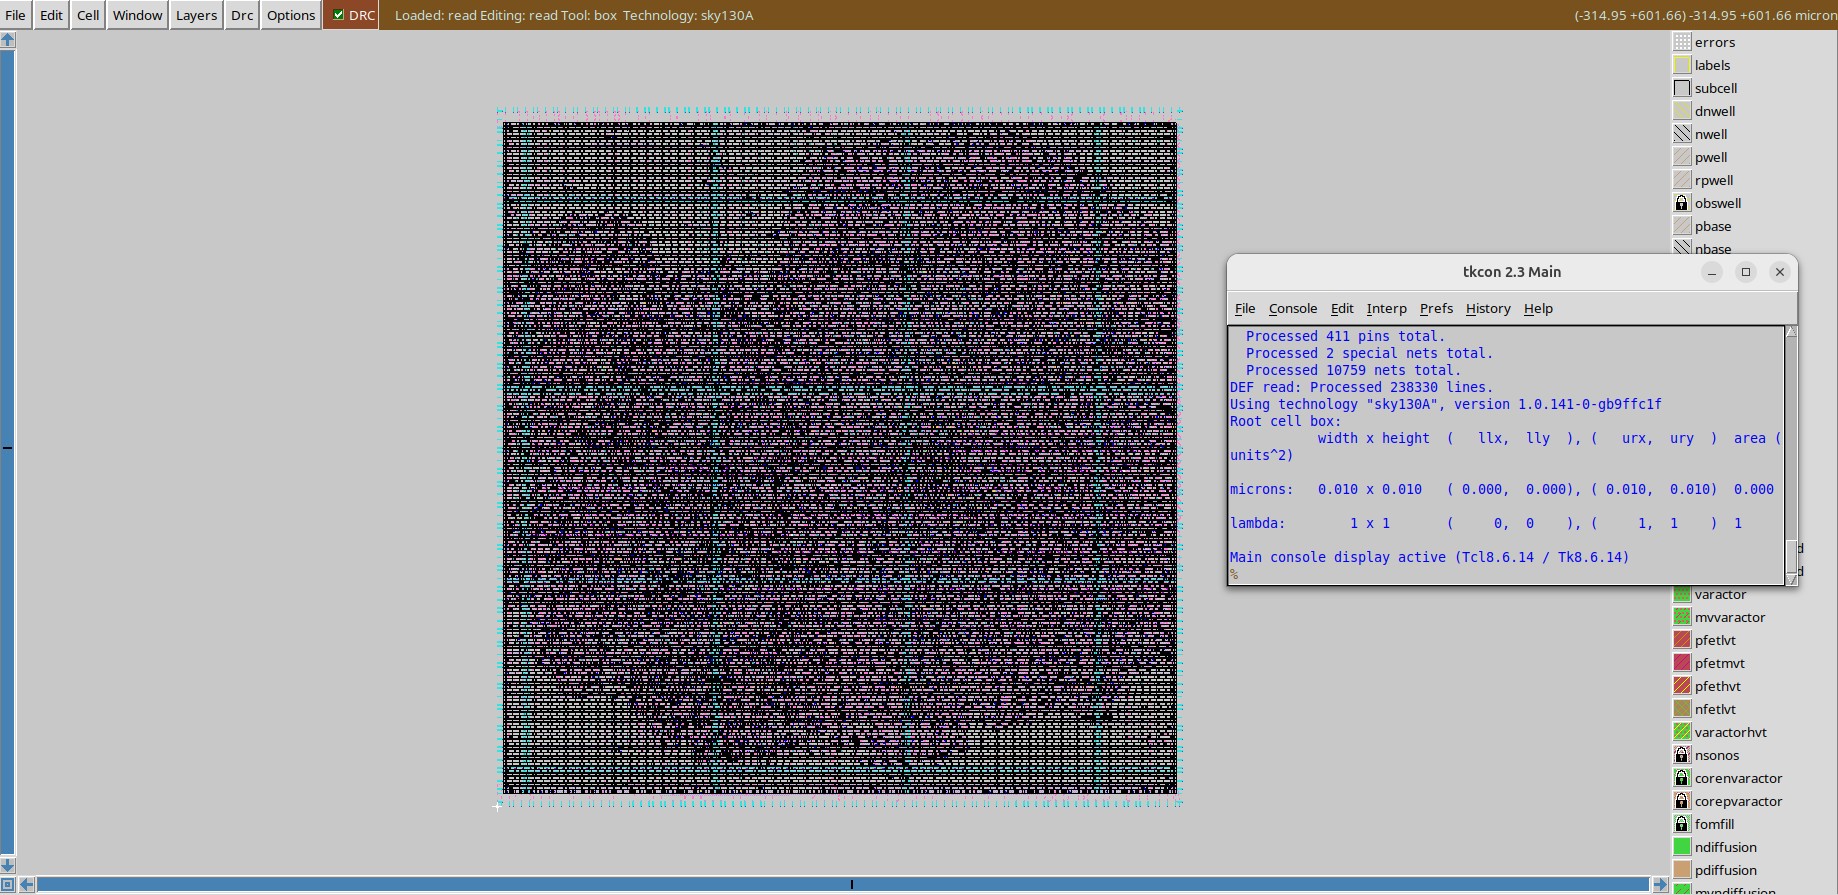 File Edit Cell Window Layers Drc Options DRC Loaded: read Editing: read Tool: box Technology: sky130A (-314.95 +601.66) -314.95 +601.66 micron
errors
labels
subcell
dnwell
nwell
pwell
rpwell
obswell
pbase
nbase
tkcon 2.3 Main
File Console Edit Interp Prefs History Help
Processed 411 pins total.
Processed 2 special nets total.
Processed 10759 nets total.
DEF read: Processed 238330 lines.
Using technology "sky130A", version 1.0.141-0-gb9ffc1f
Root cell box:
width x height ( llx, lly ), ( urx, ury ) area (
units^2)
microns: 0.010 x 0.010 ( 0.000, 0.000), ( 0.010, 0.010) 0.000
lambda: 1 x 1 ( 0, 0 ), ( 1, 1 ) 1
Main console display active (Tcl8.6.14 / Tk8.6.14)
%
varactor
mvvaractor
pfetlvt
pfetmvt
pfethvt
nfetlvt
varactorhvt
nsonos
corenvaractor
corepvaractor
fomfill
ndiffusion
pdiffusion
mvndiffusion